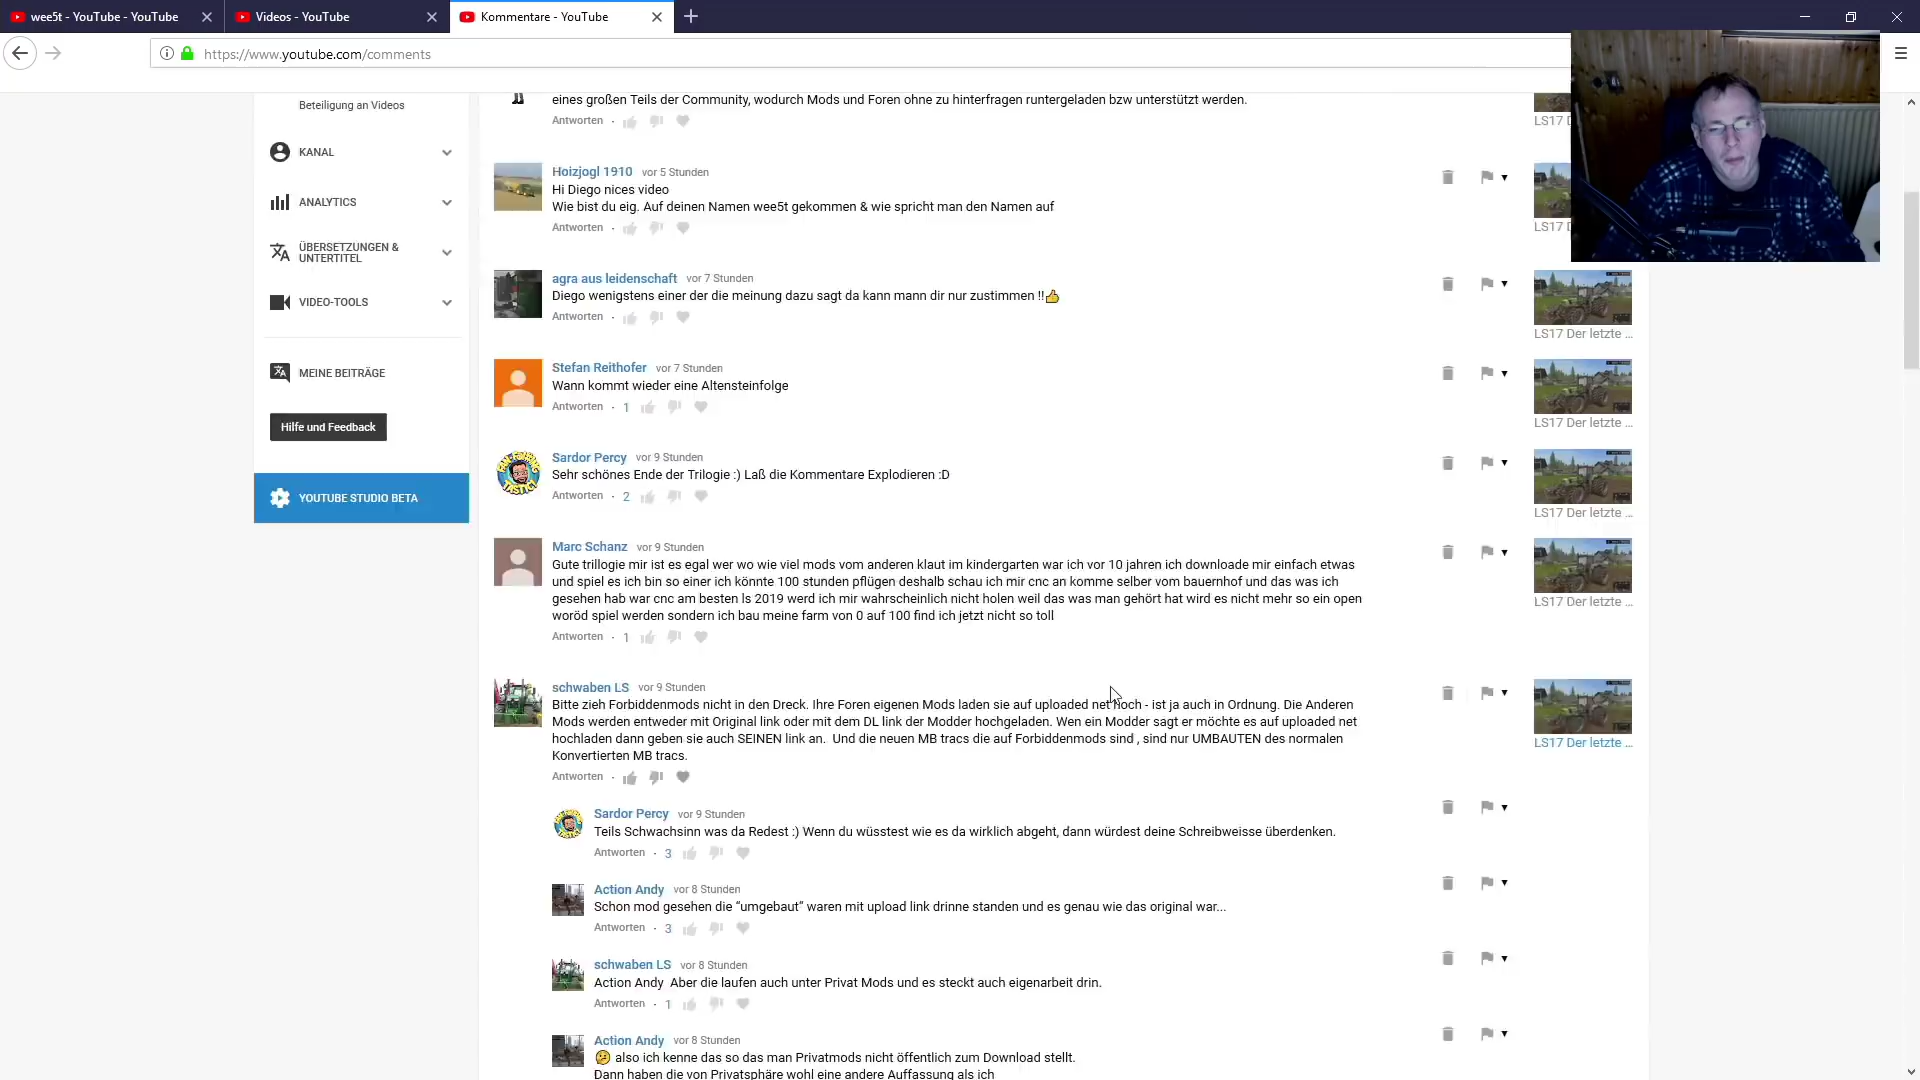 wee5t - YouTube - YouTube
Videos - YouTube
Kommentare - YouTube
https://www.youtube.com/comments
Beteiligung an Videos
KANAL
ANALYTICS
ÜBERSETZUNGEN &
UNTERTITEL
VIDEO-TOOLS
MEINE BEITRÄGE
Hilfe und Feedback
YOUTUBE STUDIO BETA
eines großen Teils der Community, wodurch Mods und Foren ohne zu hinterfragen runtergeladen bzw unterstützt werden.
Antworten
LS17 D
Hoizjogl 1910 vor 5 Stunden
Hi Diego nices video
Wie bist du eig. Auf deinen Namen wee5t gekommen & wie spricht man den Namen auf
Antworten
LS17 D
agra aus leidenschaft vor 7 Stunden
Diego wenigstens einer der die meinung dazu sagt da kann mann dir nur zustimmen !!👍
Antworten
LS17 Der letzte ...
Stefan Reithofer vor 7 Stunden
Wann kommt wieder eine Altensteinfolge
Antworten · 1
LS17 Der letzte ...
Sardor Percy vor 9 Stunden
Sehr schönes Ende der Trilogie :) Laß die Kommentare Explodieren :D
Antworten · 2
LS17 Der letzte ...
Marc Schanz vor 9 Stunden
Gute trillogie mir ist es egal wer wo wie viel mods vom anderen klaut im kindergarten war ich vor 10 jahren ich downloade mir einfach etwas
und spiel es ich bin so einer ich könnte 100 stunden pflügen deshalb schau ich mir cnc an komme selber vom bauernhof und das was ich
gesehen hab war cnc am besten ls 2019 werd ich mir wahrscheinlich nicht holen weil das was man gehört hat wird es nicht mehr so ein open
woröd spiel werden sondern ich bau meine farm von 0 auf 100 find ich jetzt nicht so toll
Antworten · 1
LS17 Der letzte ...
schwaben LS vor 9 Stunden
Bitte zieh Forbiddenmods nicht in den Dreck. Ihre Foren eigenen Mods laden sie auf uploaded net hoch - ist ja auch in Ordnung. Die Anderen
Mods werden entweder mit Original link oder mit dem DL link der Modder hochgeladen. Wen ein Modder sagt er möchte es auf uploaded net
hochladen dann geben sie auch SEINEN link an. Und die neuen MB tracs die auf Forbiddenmods sind , sind nur UMBAUTEN des normalen
Konvertierten MB tracs.
Antworten
LS17 Der letzte ...
Sardor Percy vor 9 Stunden
Teils Schwachsinn was da Redest :) Wenn du wüsstest wie es da wirklich abgeht, dann würdest deine Schreibweisse überdenken.
Antworten · 3
Action Andy vor 8 Stunden
Schon mod gesehen die “umgebaut“ waren mit upload link drinne standen und es genau wie das original war...
Antworten · 3
schwaben LS vor 8 Stunden
Action Andy Aber die laufen auch unter Privat Mods und es steckt auch eigenarbeit drin.
Antworten · 1
Action Andy vor 8 Stunden
🤔 also ich kenne das so das man Privatmods nicht öffentlich zum Download stellt.
Dann haben die von Privatsphäre wohl eine andere Auffassung als ich